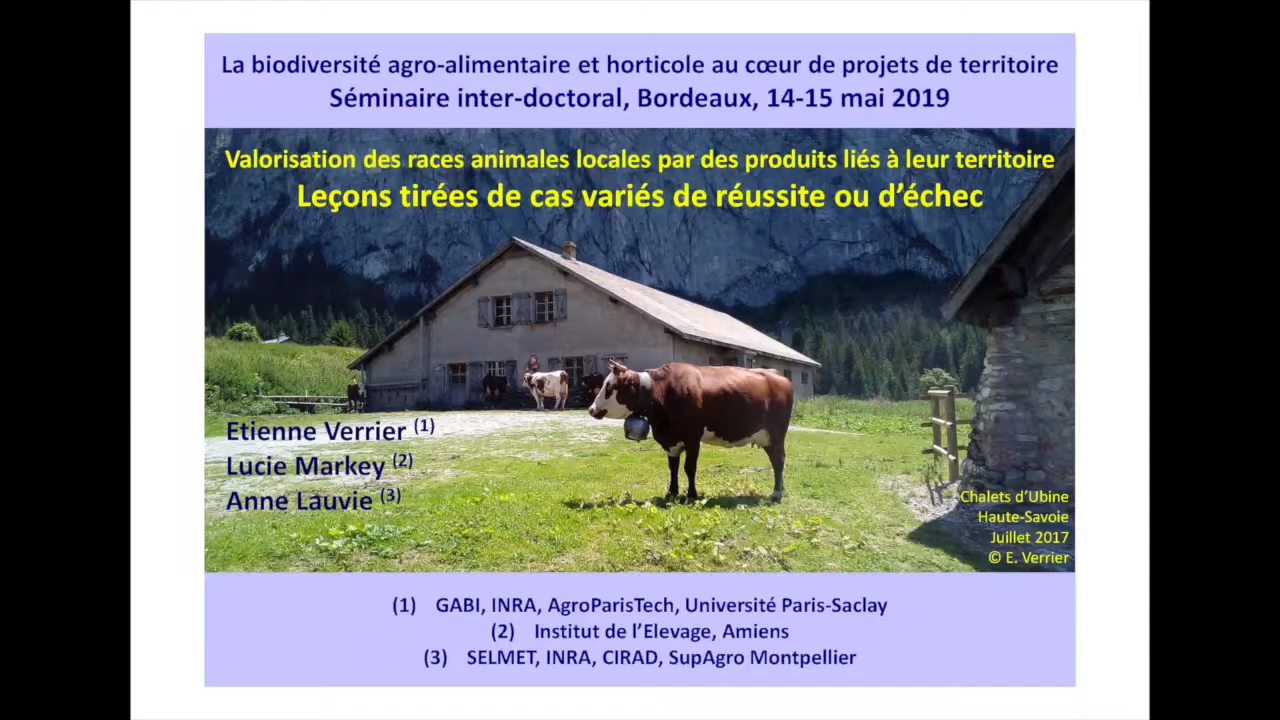 La biodiversité agro-alimentaire et horticole au cœur de projets de territoire
Séminaire inter-doctoral, Bordeaux, 14-15 mai 2019
Valorisation des races animales locales par des produits liés à leur territoire
Leçons tirées de cas variés de réussite ou d’échec
Etienne Verrier (1)
Lucie Markey (2)
Anne Lauvie (3)
Chalets d’Ubine
Haute-Savoie
Juillet 2017
© E. Verrier
(1) GABI, INRA, AgroParisTech, Université Paris-Saclay
(2) Institut de l’Elevage, Amiens
(3) SELMET, INRA, CIRAD, SupAgro Montpellier